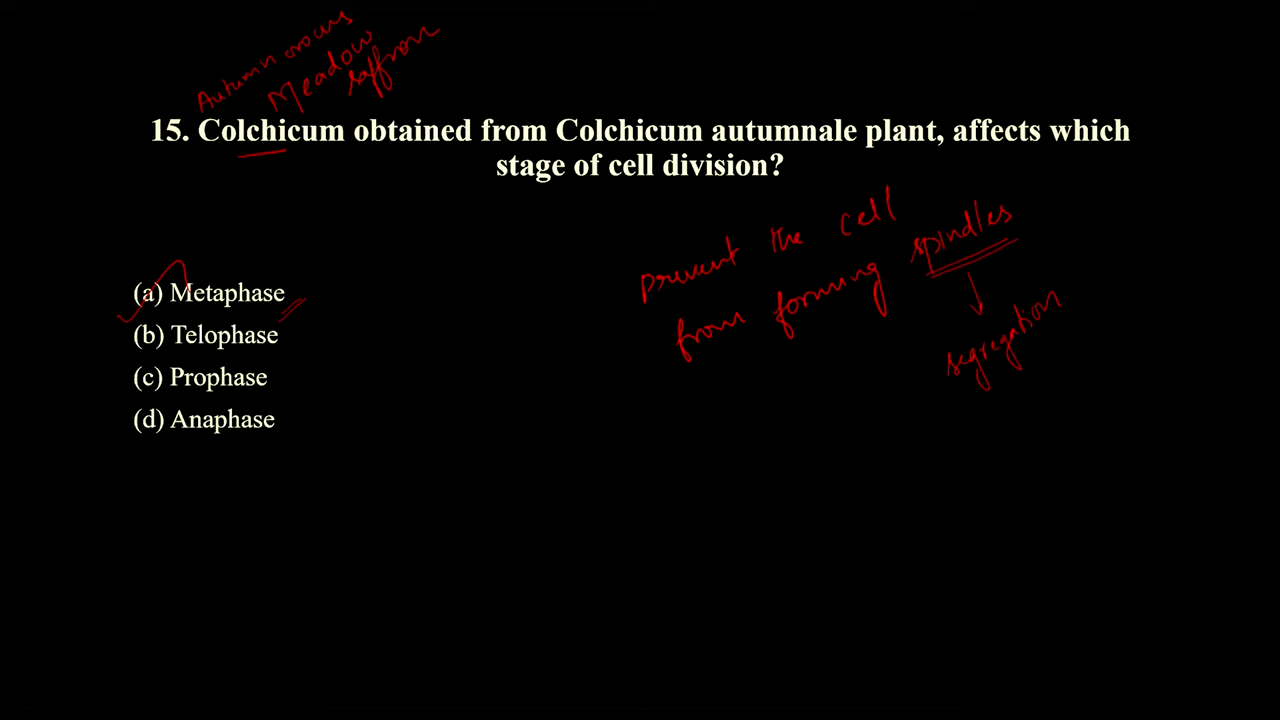 Autumn crocus
Meadow
saffron
15. Colchicum obtained from Colchicum autumnale plant, affects which
stage of cell division?
prevent the cell
from forming spindles
segregation
(a) Metaphase
(b) Telophase
(c) Prophase
(d) Anaphase